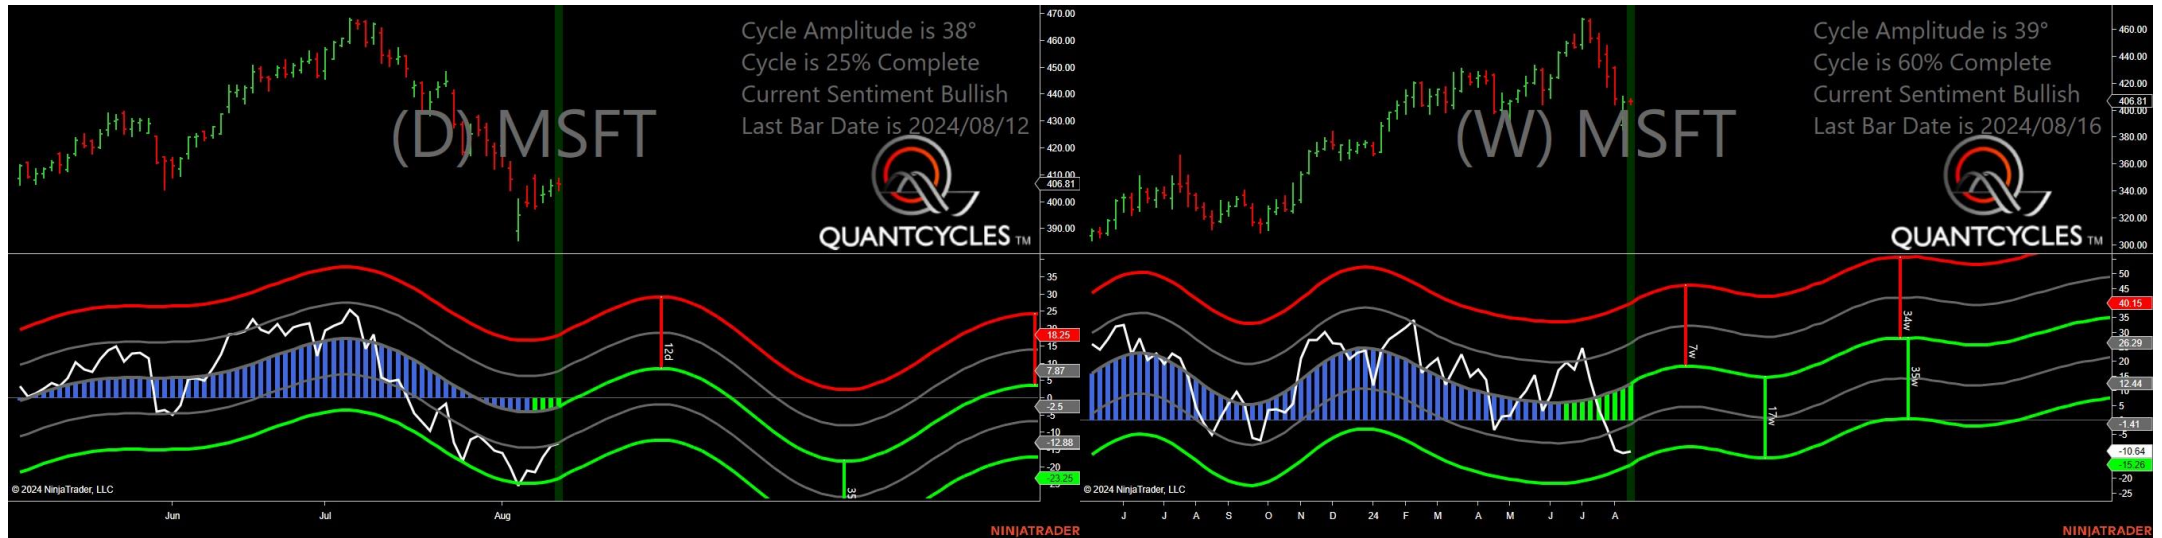 470.00
460.00
450.00
440.00
430.00
420.00
410.00
406.81
400.00
390.00
Cycle Amplitude is 38°
Cycle is 25% Complete
Current Sentiment Bullish
Last Bar Date is 2024/08/12
(D) MSFT
QUANTCYCLES TM
35
30
25
18.25
15
10
7.87
5
0
-2.5
-5
-10
-12.88
-20
-23.25
12d
35
© 2024 NinjaTrader, LLC
Jun Jul Aug
NINJATRADER
460.00
440.00
420.00
406.81
400.00
380.00
360.00
340.00
320.00
300.00
Cycle Amplitude is 39°
Cycle is 60% Complete
Current Sentiment Bullish
Last Bar Date is 2024/08/16
(W) MSFT
QUANTCYCLES TM
50
40.15
35
30
26.29
20
12.44
10
5
-1.41
-5
-10.64
-15.26
-20
-25
7w
17w
34w
35w
© 2024 NinjaTrader, LLC
J J A S O N D 24 F M A M J J A
NINJATRADER